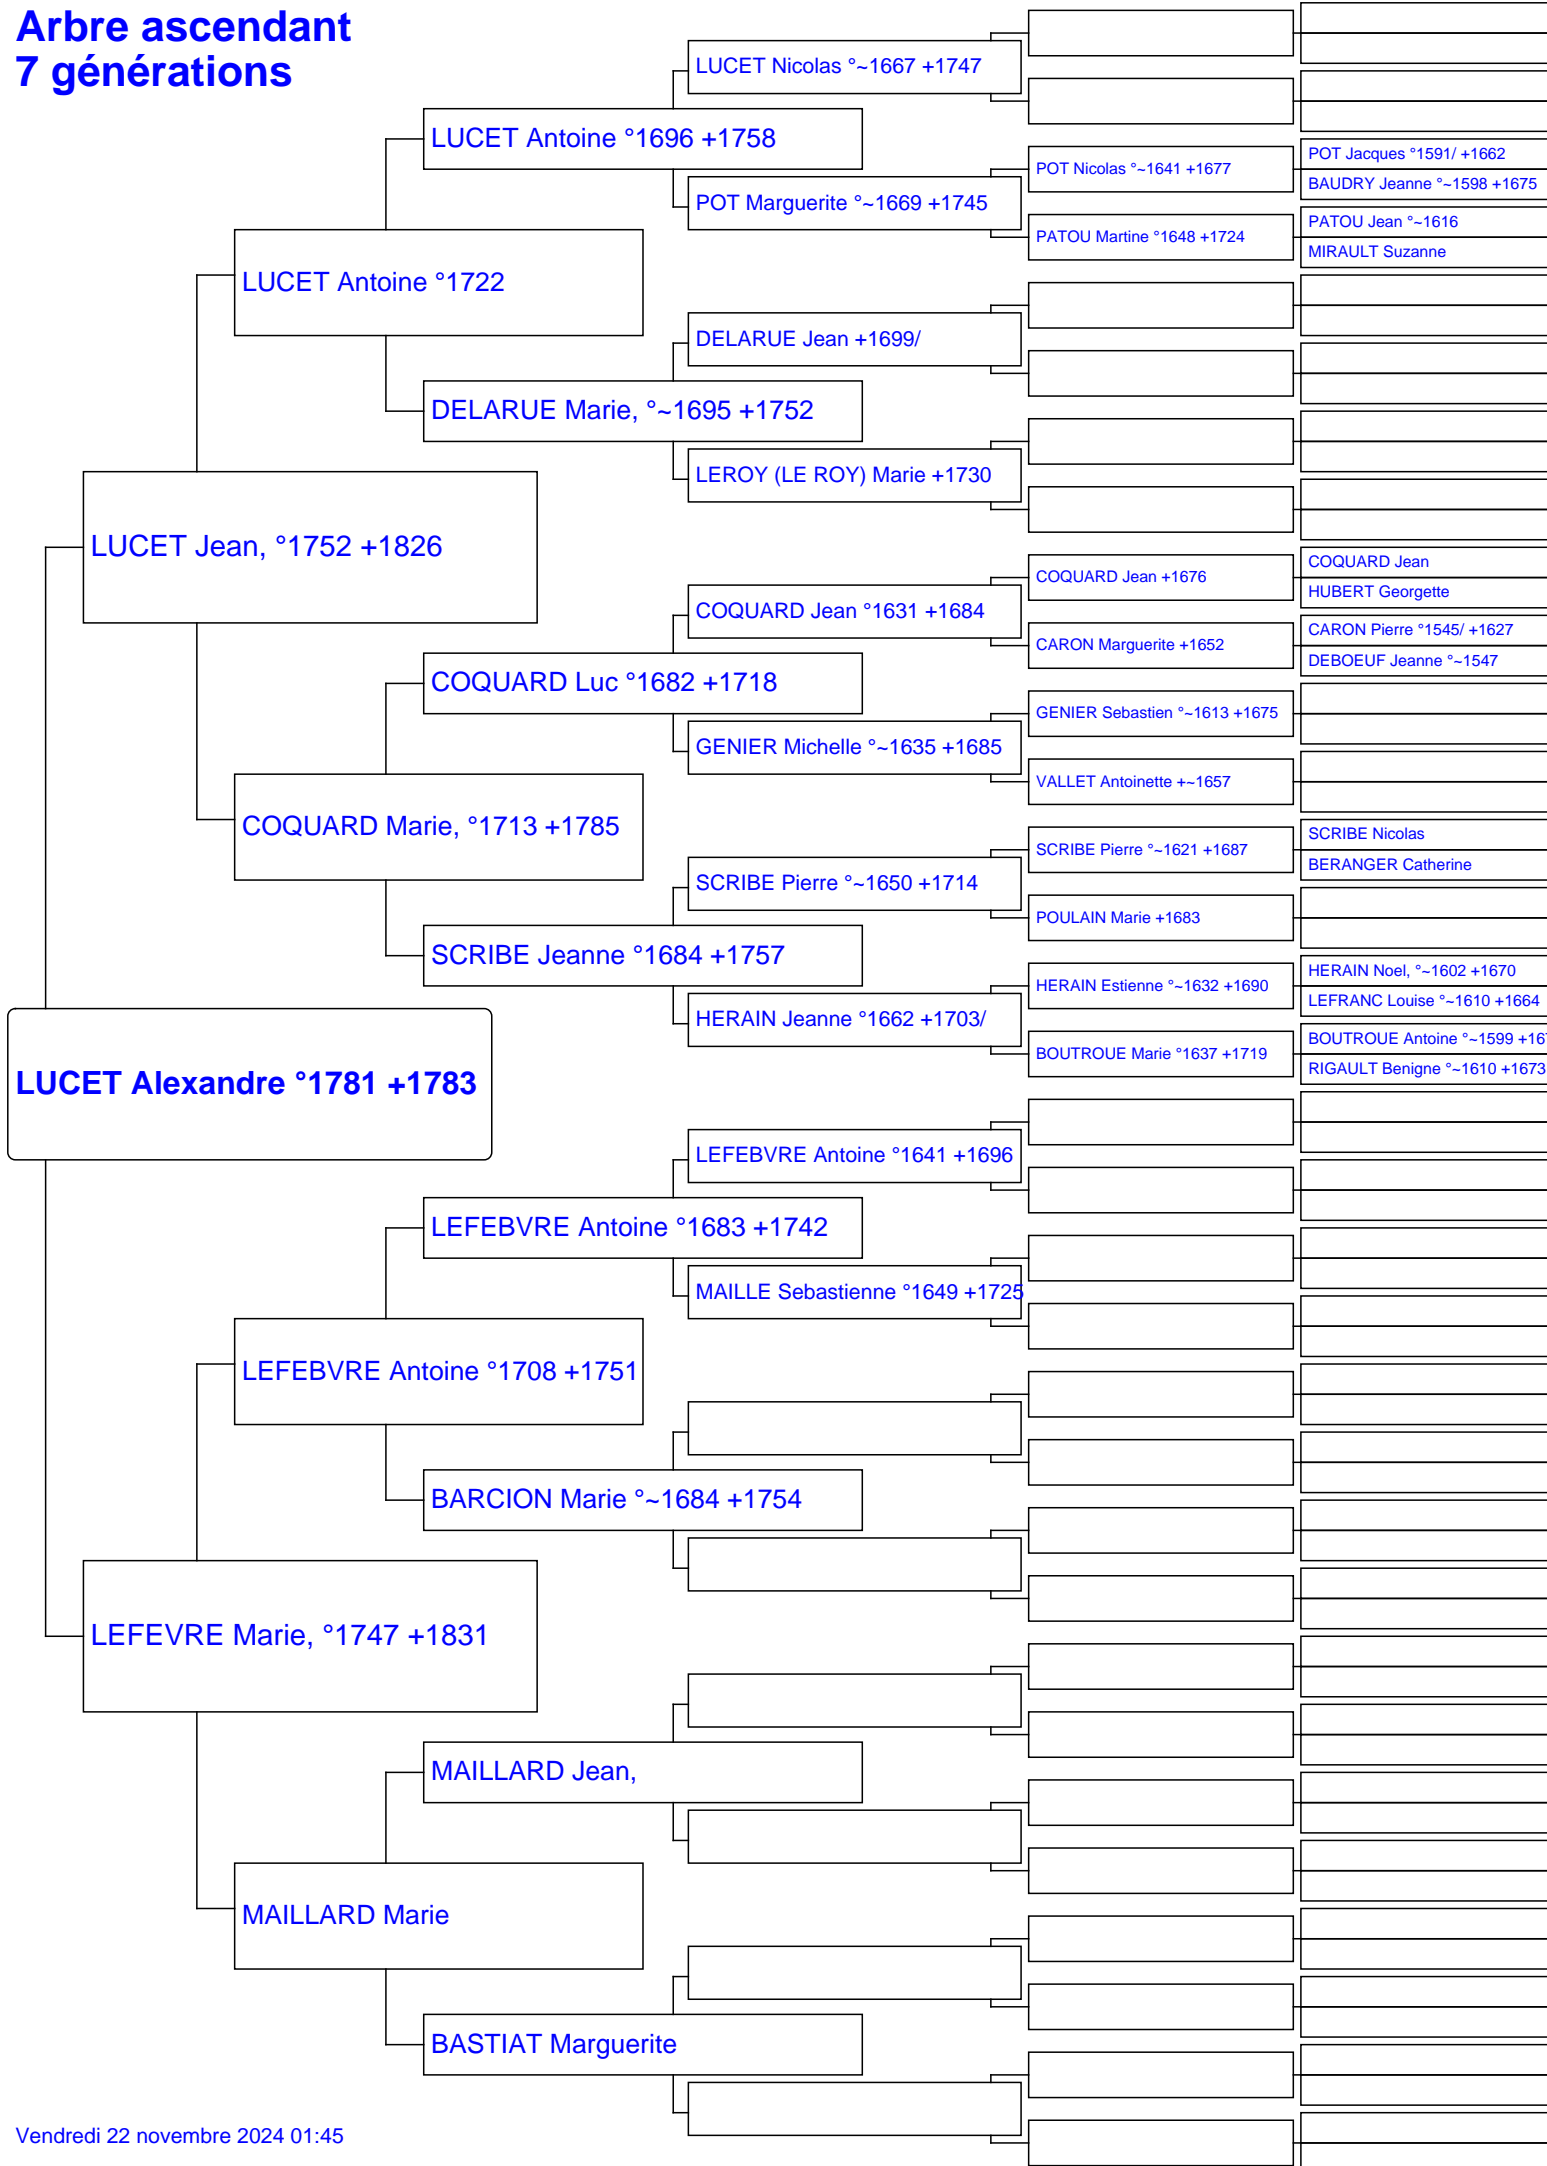 Arbre ascendant
7 générations
LUCET Nicolas °~1667 +1747
LUCET Antoine °1696 +1758
POT Nicolas °~1641 +1677
POT Jacques °1591/ +1662
BAUDRY Jeanne °~1598 +1675
POT Marguerite °~1669 +1745
PATOU Martine °1648 +1724
PATOU Jean °~1616
MIRAULT Suzanne
LUCET Antoine °1722
DELARUE Jean +1699/
DELARUE Marie, °~1695 +1752
LEROY (LE ROY) Marie +1730
LUCET Jean, °1752 +1826
COQUARD Jean +1676
COQUARD Jean
HUBERT Georgette
COQUARD Jean °1631 +1684
CARON Marguerite +1652
CARON Pierre °1545/ +1627
DEBOEUF Jeanne °~1547
COQUARD Luc °1682 +1718
GENIER Sebastien °~1613 +1675
GENIER Michelle °~1635 +1685
VALLET Antoinette +~1657
COQUARD Marie, °1713 +1785
SCRIBE Pierre °~1621 +1687
SCRIBE Nicolas
BERANGER Catherine
SCRIBE Pierre °~1650 +1714
POULAIN Marie +1683
SCRIBE Jeanne °1684 +1757
HERAIN Estienne °~1632 +1690
HERAIN Noel, °~1602 +1670
LEFRANC Louise °~1610 +1664
HERAIN Jeanne °1662 +1703/
BOUTROUE Marie °1637 +1719
BOUTROUE Antoine °~1599
RIGAULT Benigne °~1610 +1673
LUCET Alexandre °1781 +1783
LEFEBVRE Antoine °1641 +1696
LEFEBVRE Antoine °1683 +1742
MAILLE Sebastienne °1649 +1725
LEFEBVRE Antoine °1708 +1751
BARCION Marie °~1684 +1754
LEFEVRE Marie, °1747 +1831
MAILLARD Jean,
MAILLARD Marie
BASTIAT Marguerite
Vendredi 22 novembre 2024 01:45